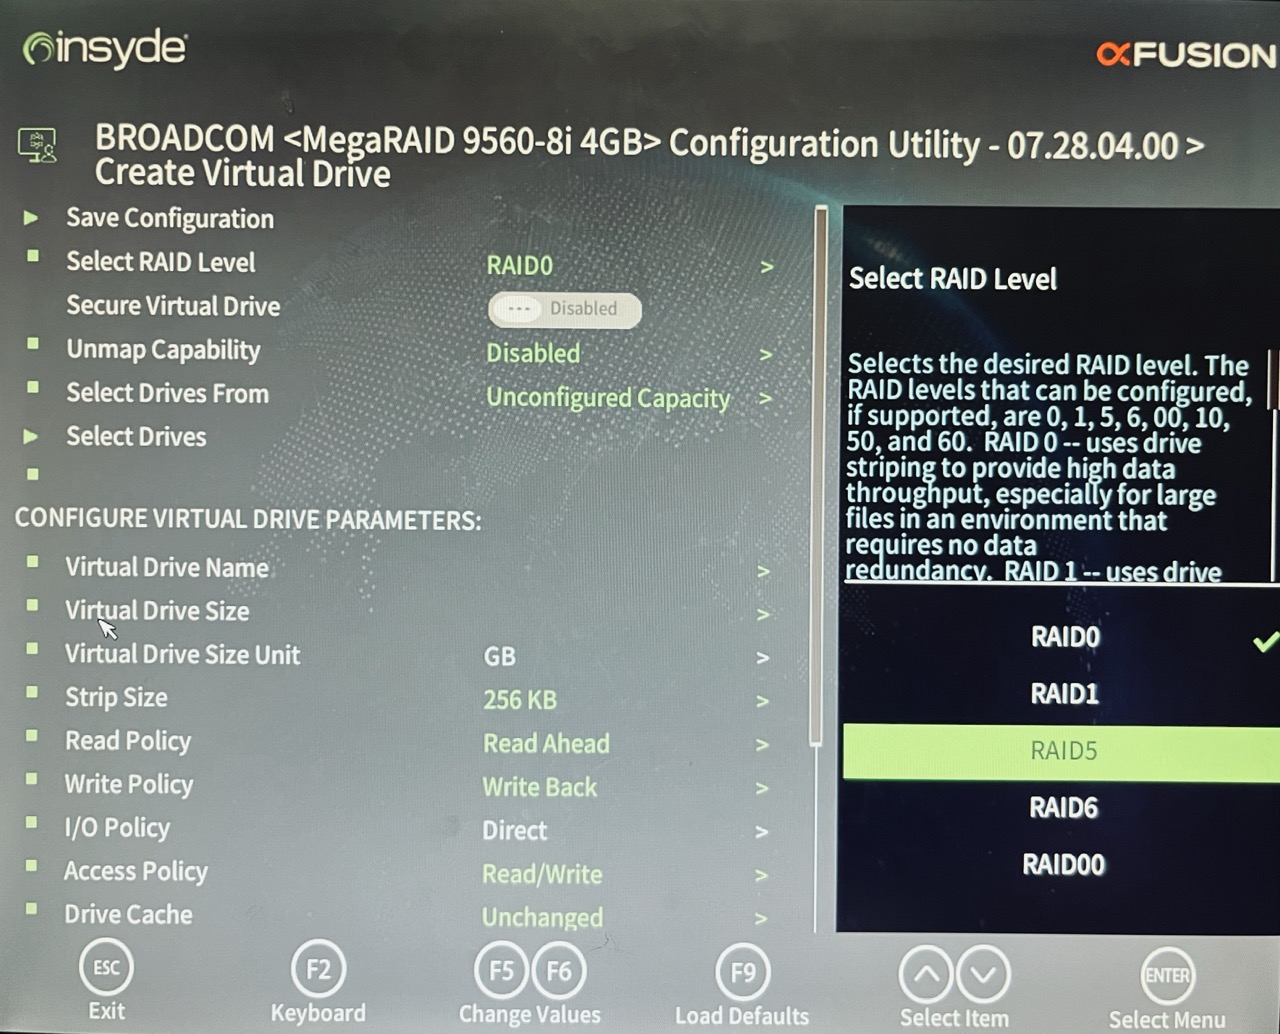 insyde
FUSION
BROADCOM <MegaRAID 9560-8i 4GB> Configuration Utility - 07.28.04.00 >
Create Virtual Drive
Save Configuration
Select RAID Level RAID0 >
Secure Virtual Drive Disabled
Unmap Capability Disabled >
Select Drives From Unconfigured Capacity >
Select Drives
CONFIGURE VIRTUAL DRIVE PARAMETERS:
Virtual Drive Name >
Virtual Drive Size >
Virtual Drive Size Unit GB >
Strip Size 256 KB >
Read Policy Read Ahead >
Write Policy Write Back >
I/O Policy Direct >
Access Policy Read/Write >
Drive Cache Unchanged >
Select RAID Level
Selects the desired RAID level. The
RAID levels that can be configured,
if supported, are 0, 1, 5, 6, 00, 10,
50, and 60. RAID 0 -- uses drive
striping to provide high data
throughput, especially for large
files in an environment that
requires no data
redundancy. RAID 1 -- uses drive
RAID0
RAID1
RAID5
RAID6
RAID00
ESC
Exit
F2
Keyboard
F5 F6
Change Values
F9
Load Defaults
Select Item
ENTER
Select Menu